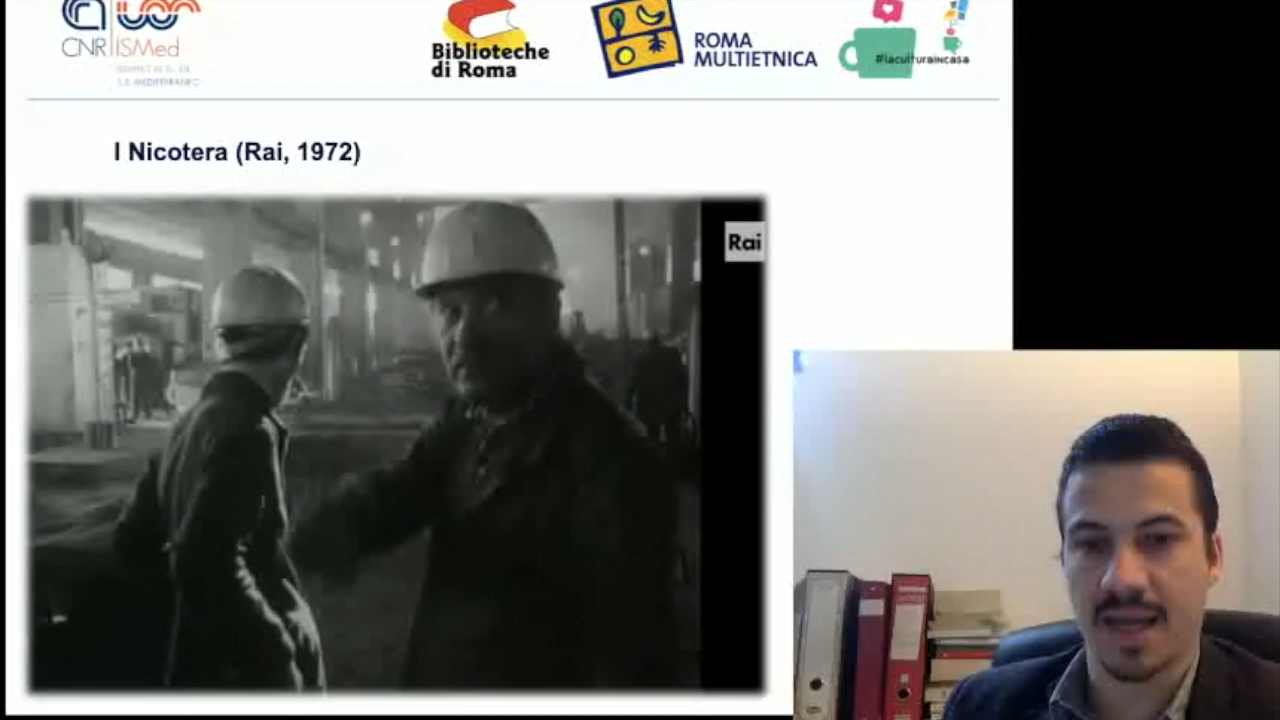 CNR ISMed
Biblioteche
di Roma
ROMA
MULTIETNICA
#laculturaincasa
I Nicotera (Rai, 1972)
Rai